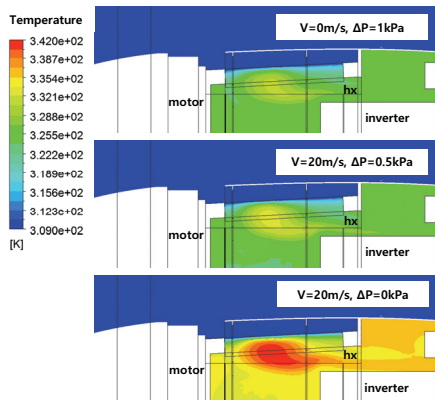 Temperature
3.420e+02
3.387e+02
3.354e+02
3.321e+02
3.288e+02
3.255e+02
3.222e+02
3.189e+02
3.156e+02
3.123e+02
3.090e+02
[K]
V=0m/s, ΔP=1kPa
motor
hx
inverter
V=20m/s, ΔP=0.5kPa
motor
hx
inverter
V=20m/s, ΔP=0kPa
motor
hx
inverter